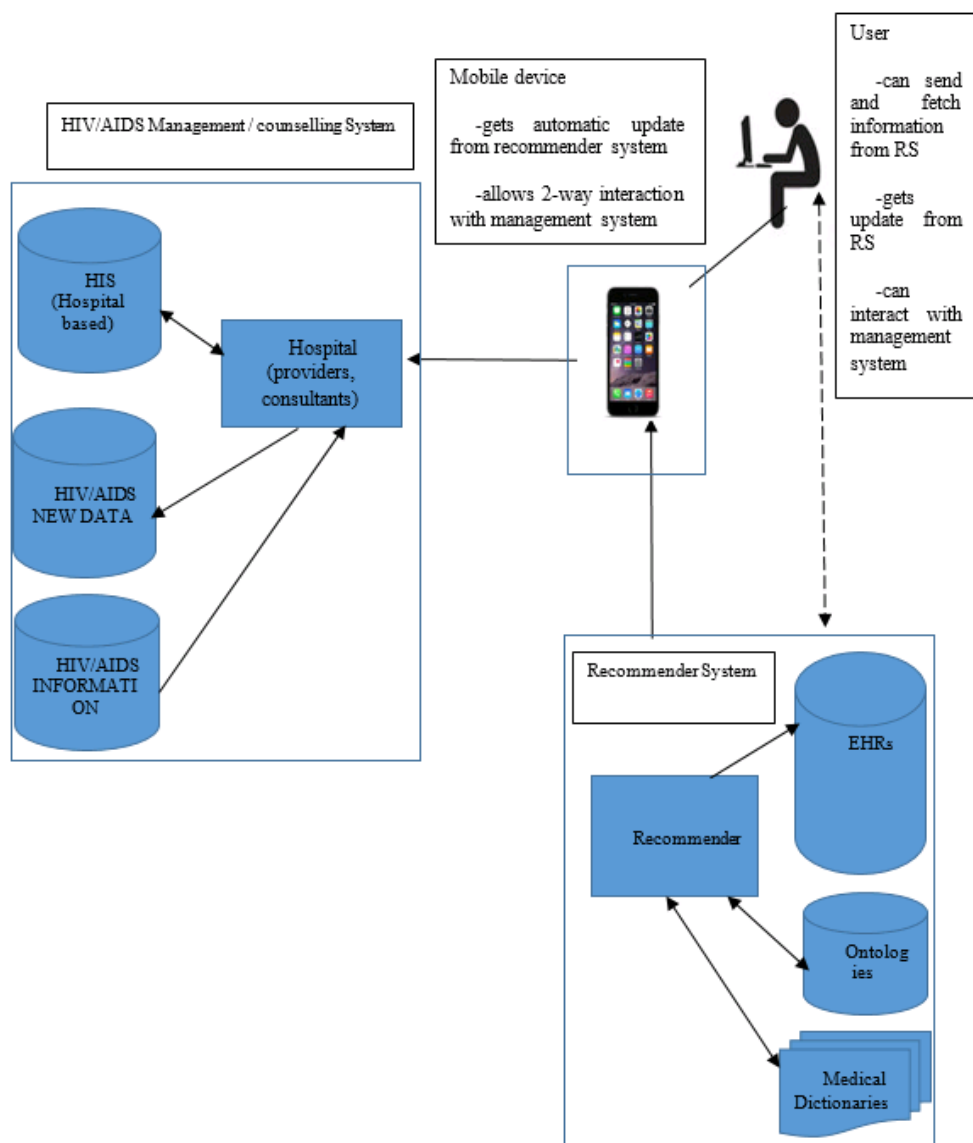 HIV/AIDS Management / counselling System
HIS
(Hospital
based)
Hospital
(providers,
consultants)
HIV/AIDS
NEW DATA
HIV/AIDS
INFORMATI
ON
Mobile device
-gets automatic update
from recommender system
-allows 2-way interaction
with management system
User
-can send
and fetch
information
from RS
-gets
update from
RS
-can
interact with
management
system
Recommender System
EHRs
Recommender
Ontolog
ies
Medical
Dictionaries